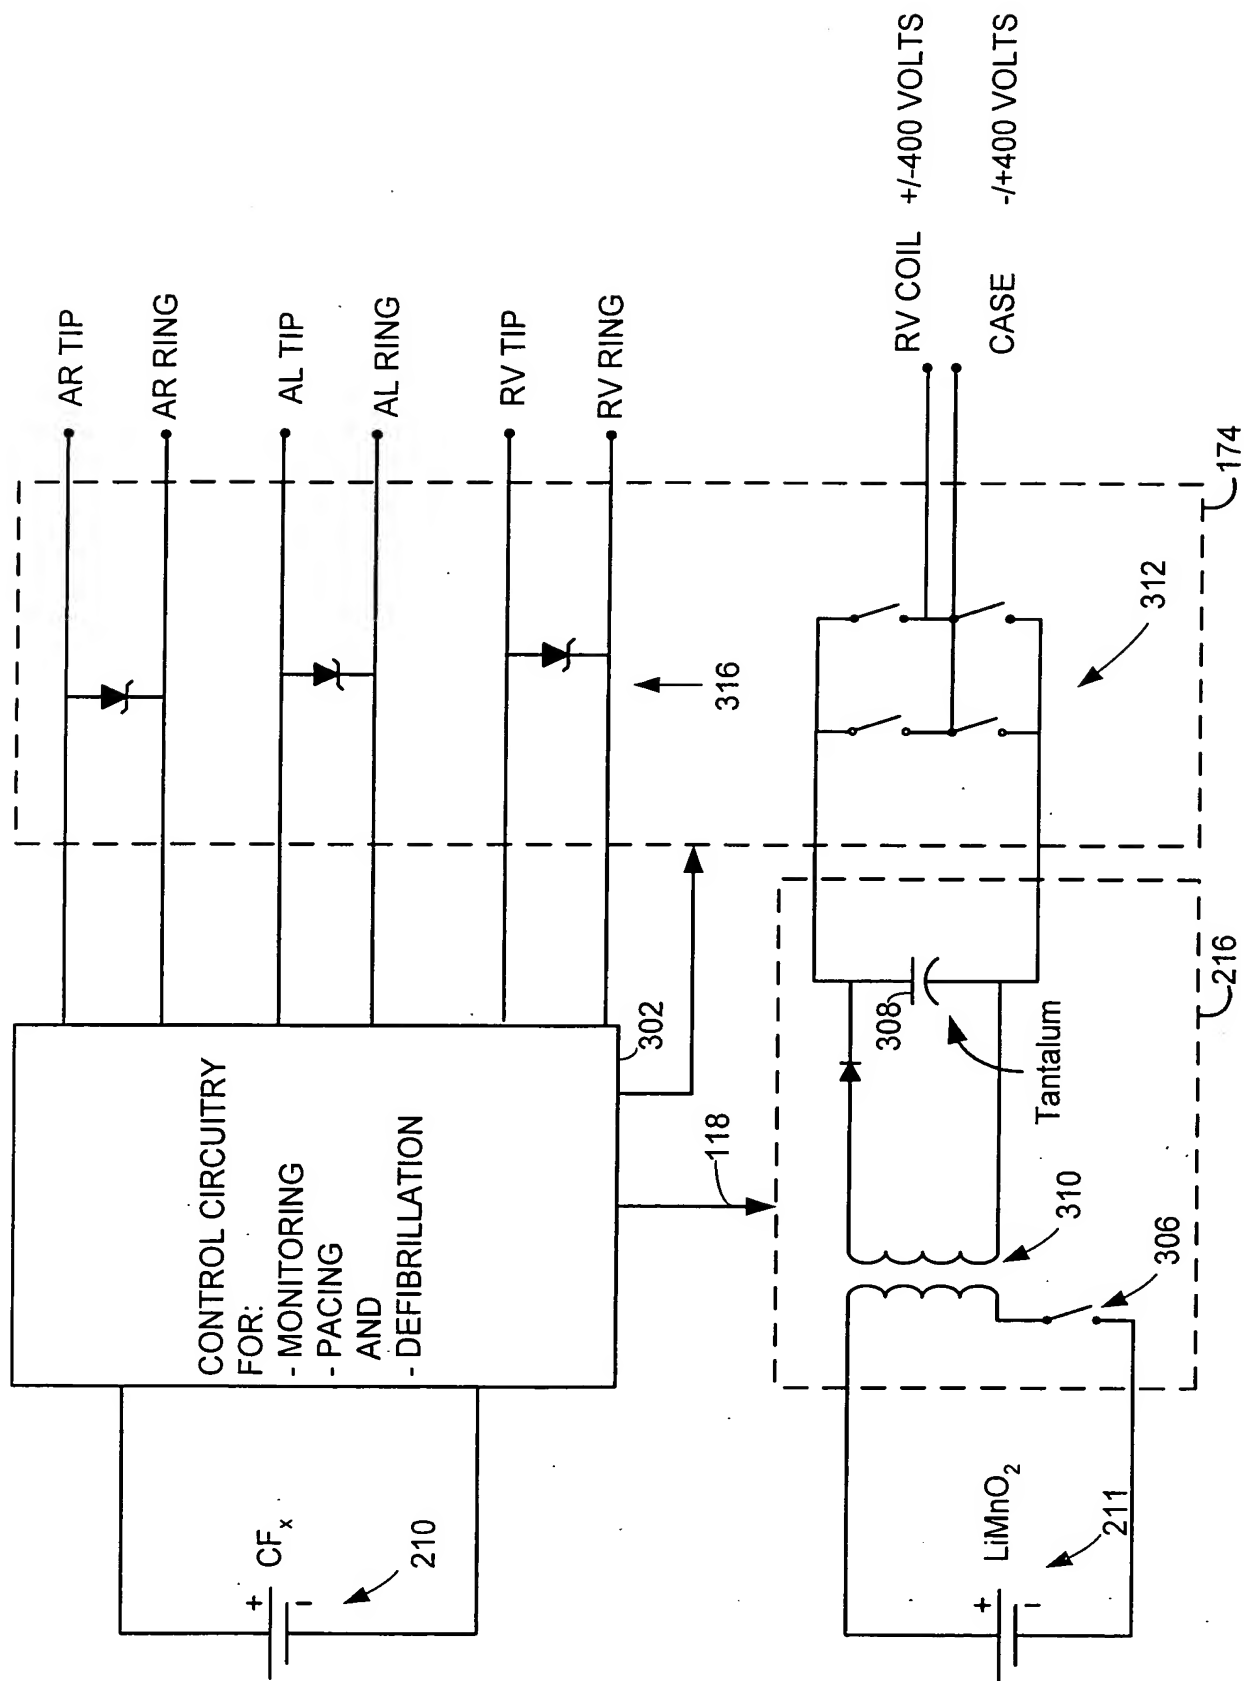 AR TIP
AR RING
AL TIP
AL RING
RV TIP
RV RING
RV COIL +/-400 VOLTS
CASE -/+400 VOLTS
CONTROL CIRCUITRY
FOR:
- MONITORING
- PACING
AND
- DEFIBRILLATION
302
118
316
312
174
216
308
Tantalum
310
306
+
CFx
-
210
+
LiMnO2
-
211